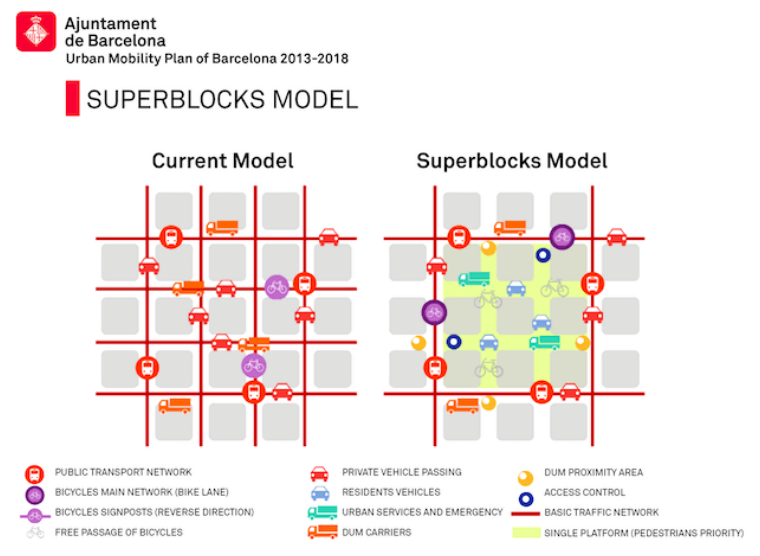 Ajuntament
de Barcelona
Urban Mobility Plan of Barcelona 2013-2018
SUPERBLOCKS MODEL
Current Model
Superblocks Model
PUBLIC TRANSPORT NETWORK
BICYCLES MAIN NETWORK (BIKE LANE)
BICYCLES SIGNPOSTS (REVERSE DIRECTION)
FREE PASSAGE OF BICYCLES
PRIVATE VEHICLE PASSING
RESIDENTS VEHICLES
URBAN SERVICES AND EMERGENCY
DUM CARRIERS
DUM PROXIMITY AREA
ACCESS CONTROL
BASIC TRAFFIC NETWORK
SINGLE PLATFORM (PEDESTRIANS PRIORITY)